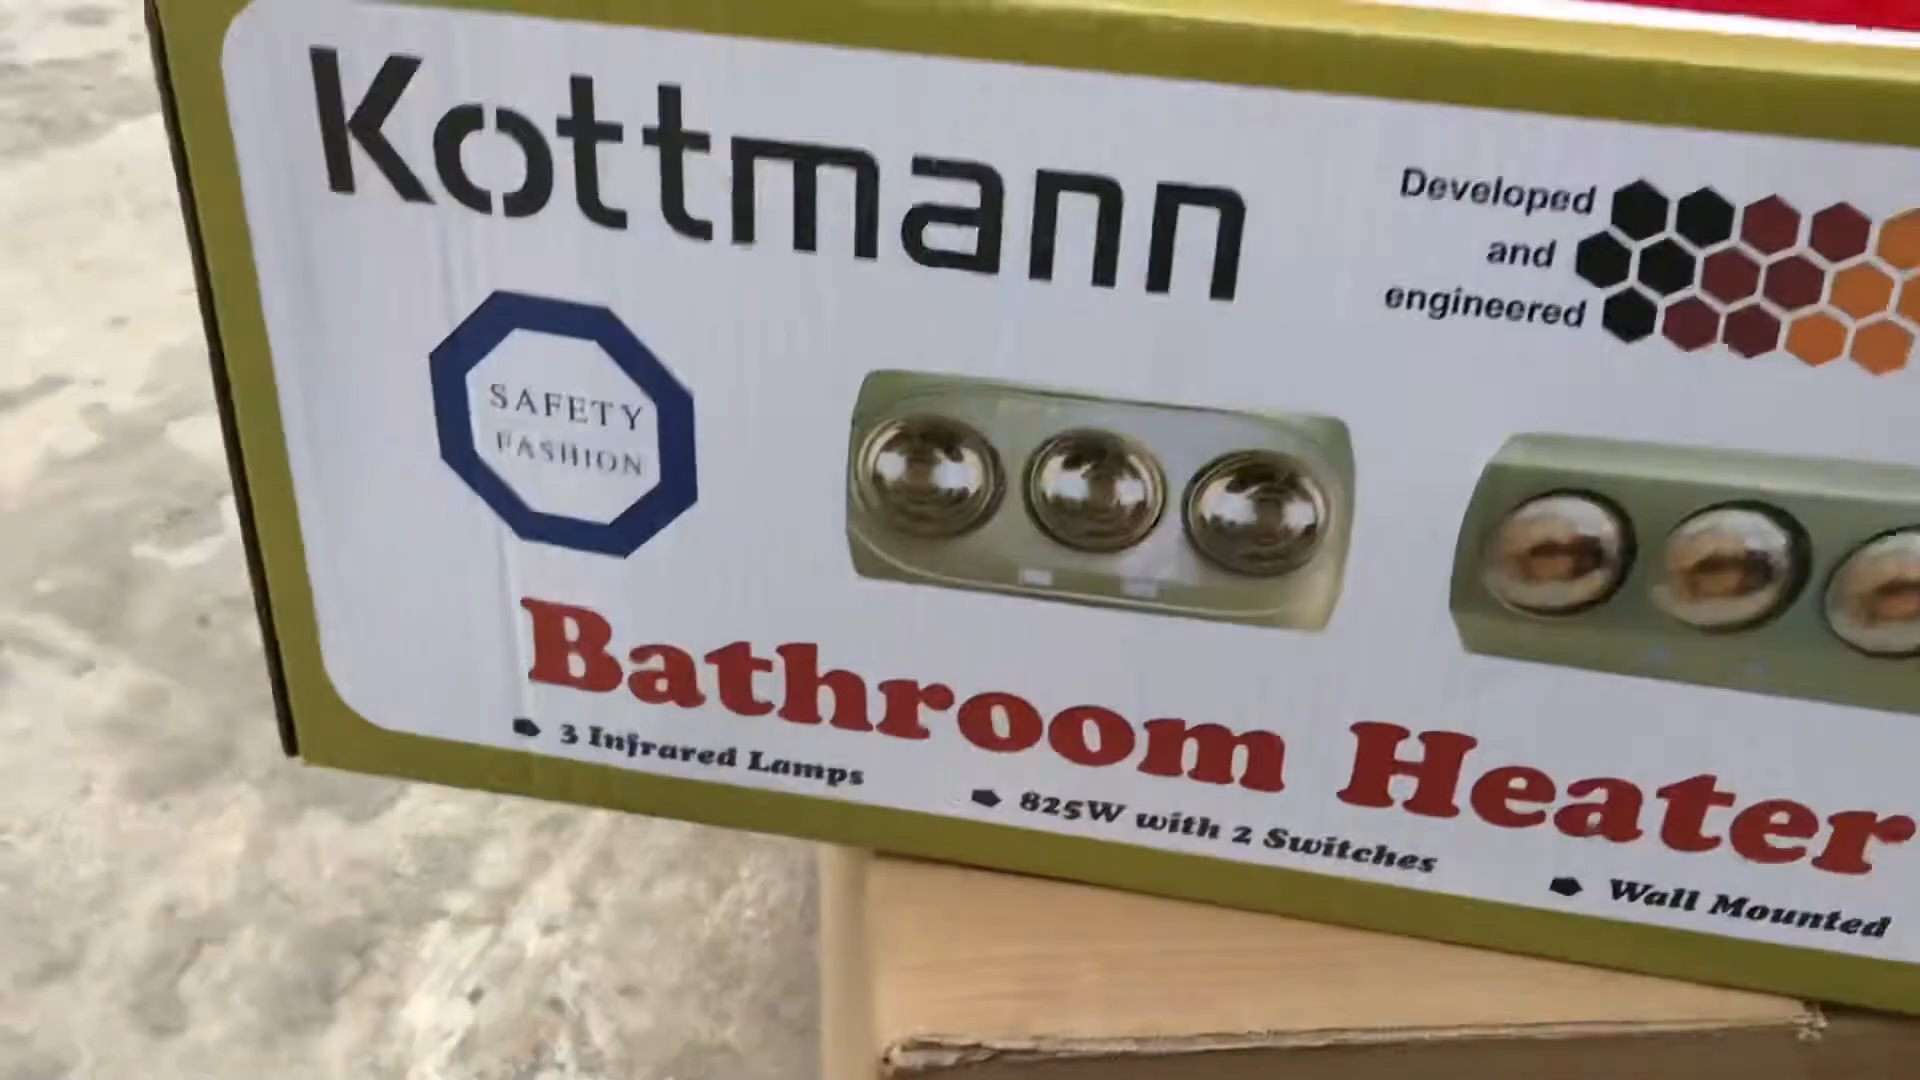 Kottmann
Developed
and
engineered
SAFETY
FASHION
Bathroom Heater
3 Infrared Lamps
825W with 2 Switches
Wall Mounted